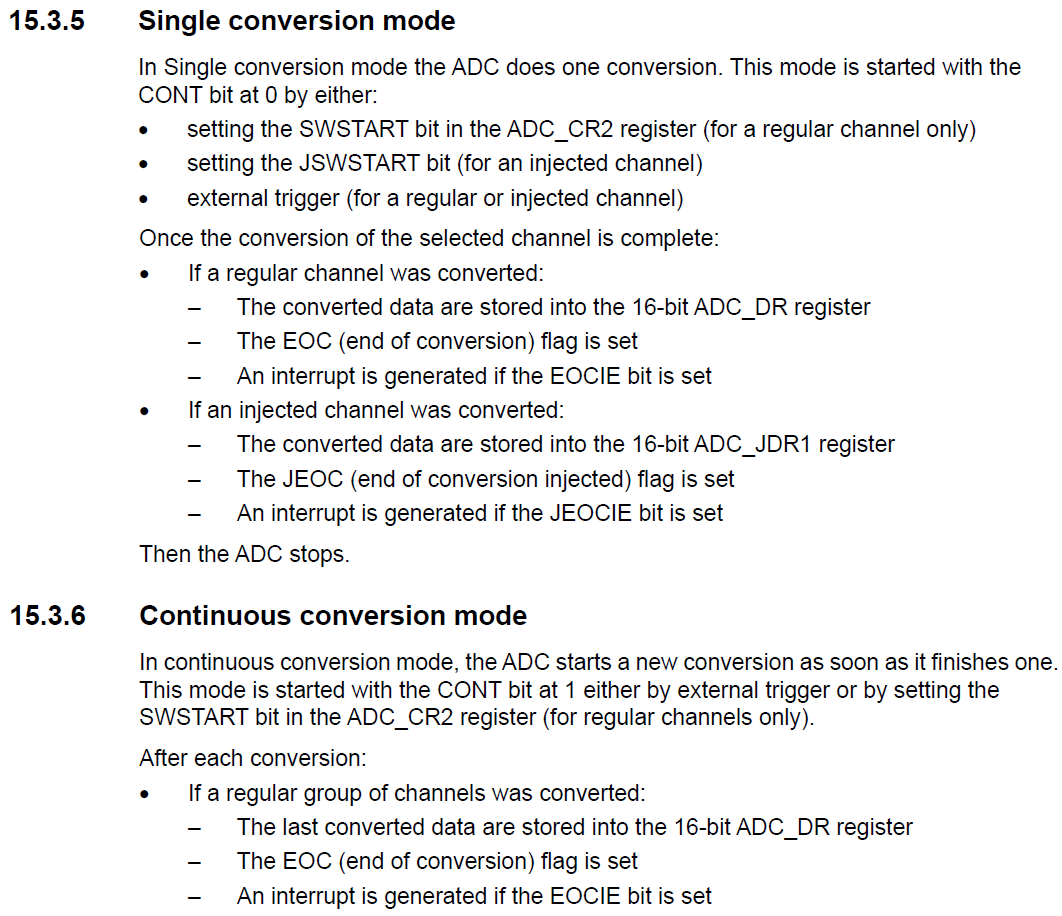 15.3.5 Single conversion mode
In Single conversion mode the ADC does one conversion. This mode is started with the
CONT bit at 0 by either:
• setting the SWSTART bit in the ADC_CR2 register (for a regular channel only)
• setting the JSWSTART bit (for an injected channel)
• external trigger (for a regular or injected channel)
Once the conversion of the selected channel is complete:
• If a regular channel was converted:
– The converted data are stored into the 16-bit ADC_DR register
– The EOC (end of conversion) flag is set
– An interrupt is generated if the EOCIE bit is set
• If an injected channel was converted:
– The converted data are stored into the 16-bit ADC_JDR1 register
– The JEOC (end of conversion injected) flag is set
– An interrupt is generated if the JEOCIE bit is set
Then the ADC stops.
15.3.6 Continuous conversion mode
In continuous conversion mode, the ADC starts a new conversion as soon as it finishes one.
This mode is started with the CONT bit at 1 either by external trigger or by setting the
SWSTART bit in the ADC_CR2 register (for regular channels only).
After each conversion:
• If a regular group of channels was converted:
– The last converted data are stored into the 16-bit ADC_DR register
– The EOC (end of conversion) flag is set
– An interrupt is generated if the EOCIE bit is set